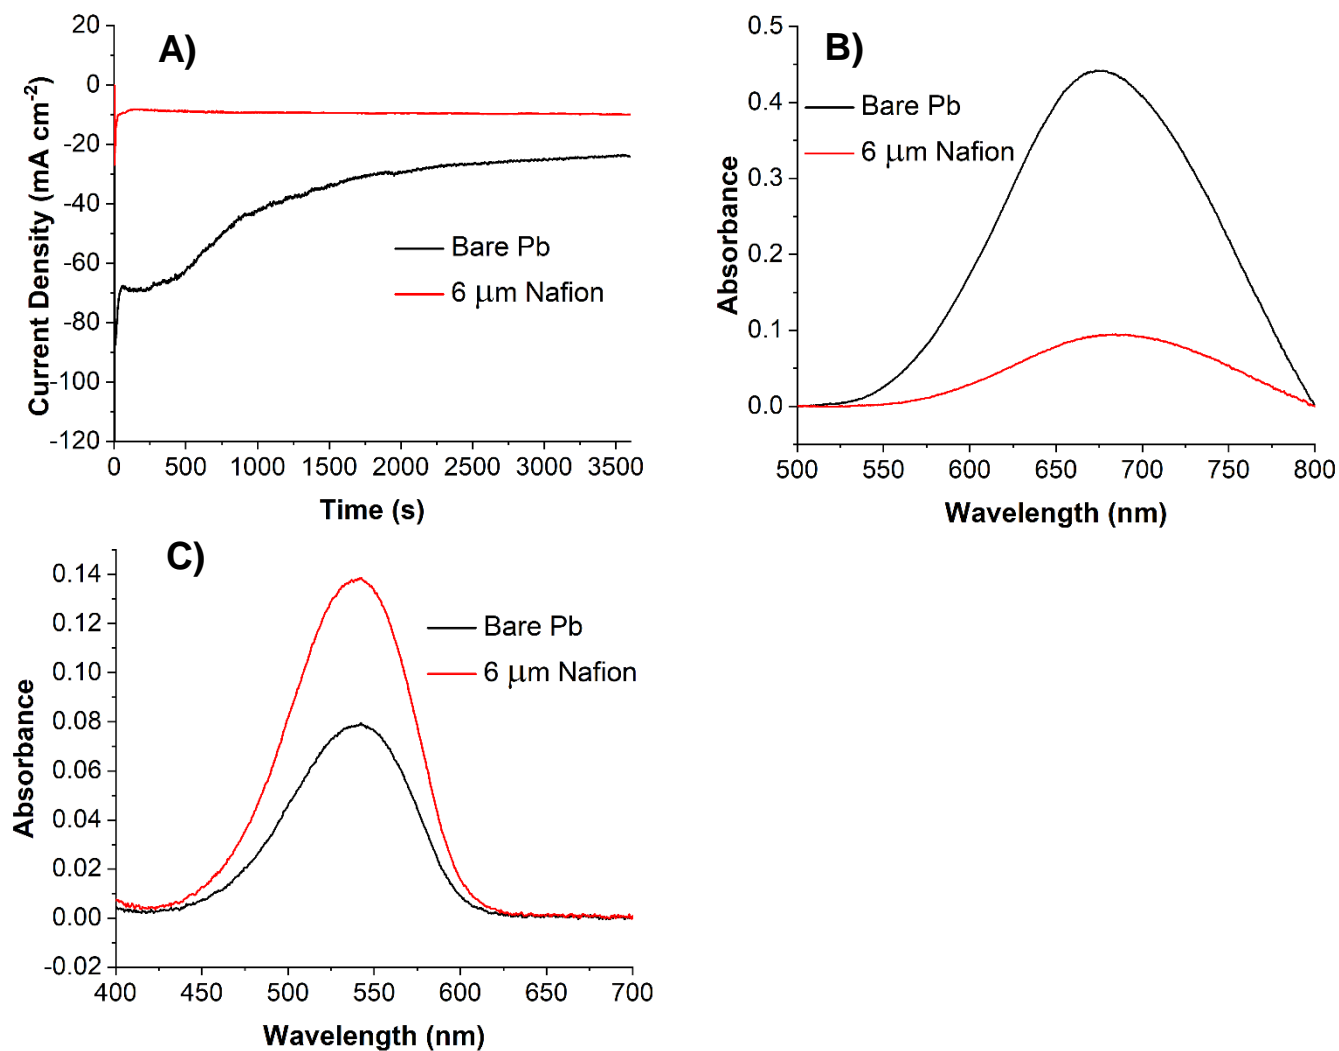 A)
20
0
-20
-40
-60
-80
-100
-120
Current Density (mA cm-2)
Bare Pb
6 μm Nafion
0 500 1000 1500 2000 2500 3000 3500
Time (s)
B)
0.5
0.4
0.3
0.2
0.1
0.0
Absorbance
Bare Pb
6 μm Nafion
500 550 600 650 700 750 800
Wavelength (nm)
C)
0.14
0.12
0.10
0.08
0.06
0.04
0.02
0.00
-0.02
Absorbance
Bare Pb
6 μm Nafion
400 450 500 550 600 650 700
Wavelength (nm)